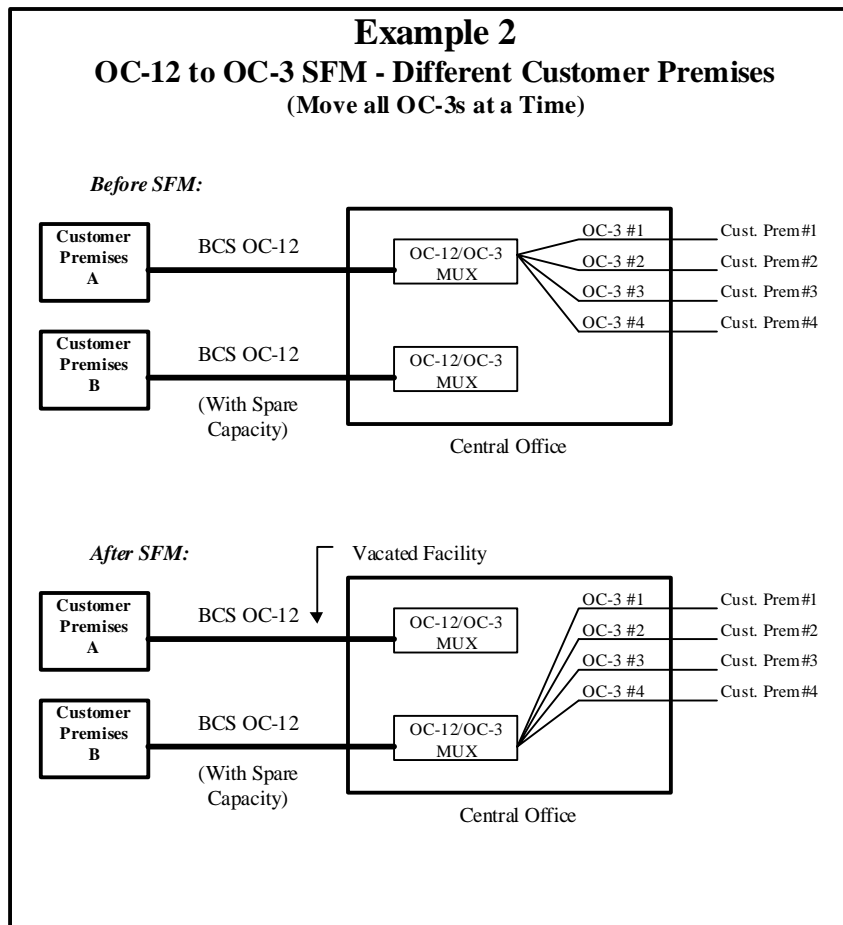 Example 2
OC-12 to OC-3 SFM - Different Customer Premises
(Move all OC-3s at a Time)
Before SFM:
Customer
Premises
A
BCS OC-12
OC-12/OC-3
MUX
OC-3 #1
Cust. Prem#1
OC-3 #2
Cust. Prem#2
OC-3 #3
Cust. Prem#3
OC-3 #4
Cust. Prem#4
Customer
Premises
B
BCS OC-12
(With Spare
Capacity)
OC-12/OC-3
MUX
Central Office
After SFM:
Vacated Facility
Customer
Premises
A
BCS OC-12
OC-12/OC-3
MUX
OC-3 #1
Cust. Prem#1
OC-3 #2
Cust. Prem#2
OC-3 #3
Cust. Prem#3
OC-3 #4
Cust. Prem#4
Customer
Premises
B
BCS OC-12
(With Spare
Capacity)
OC-12/OC-3
MUX
Central Office